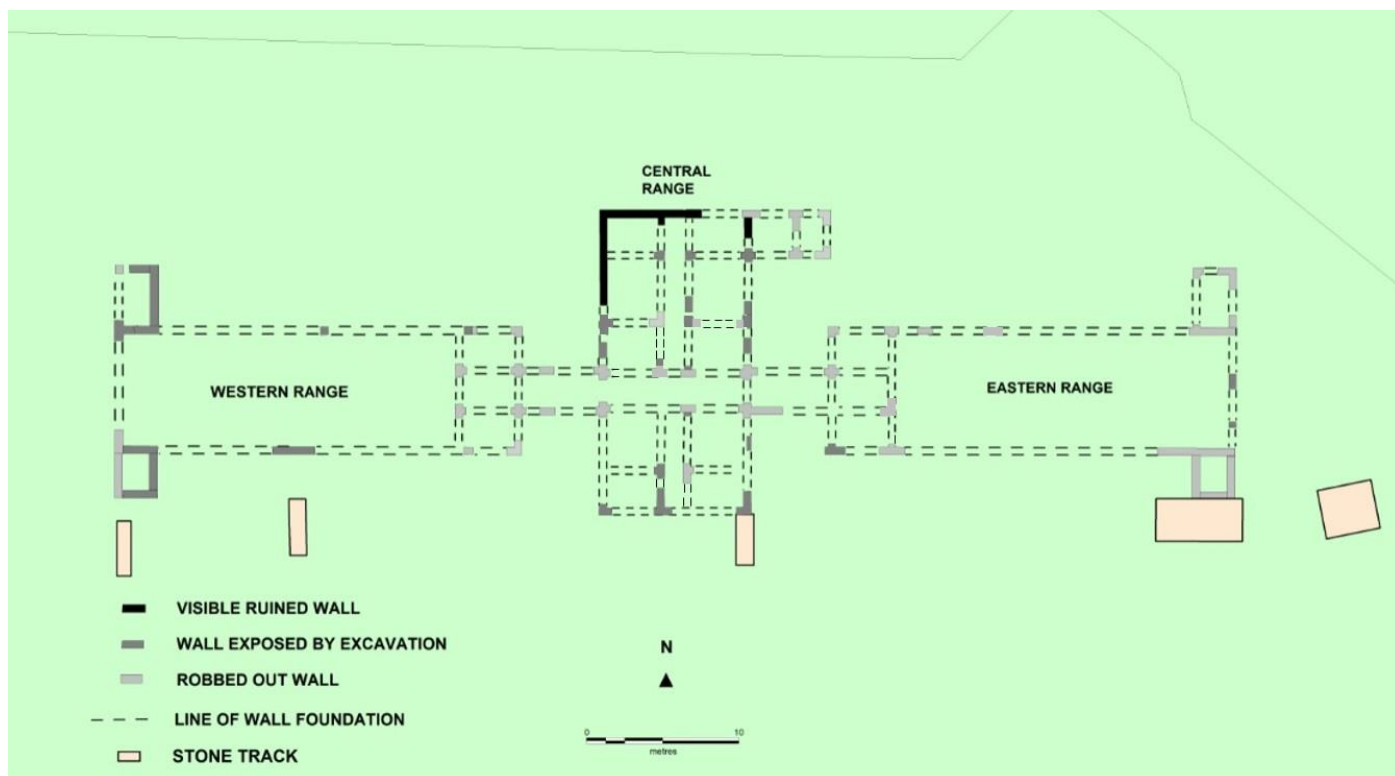 CENTRAL
RANGE
WESTERN RANGE
EASTERN RANGE
VISIBLE RUINED WALL
WALL EXPOSED BY EXCAVATION
N
ROBBED OUT WALL
LINE OF WALL FOUNDATION
0 10
metres
STONE TRACK